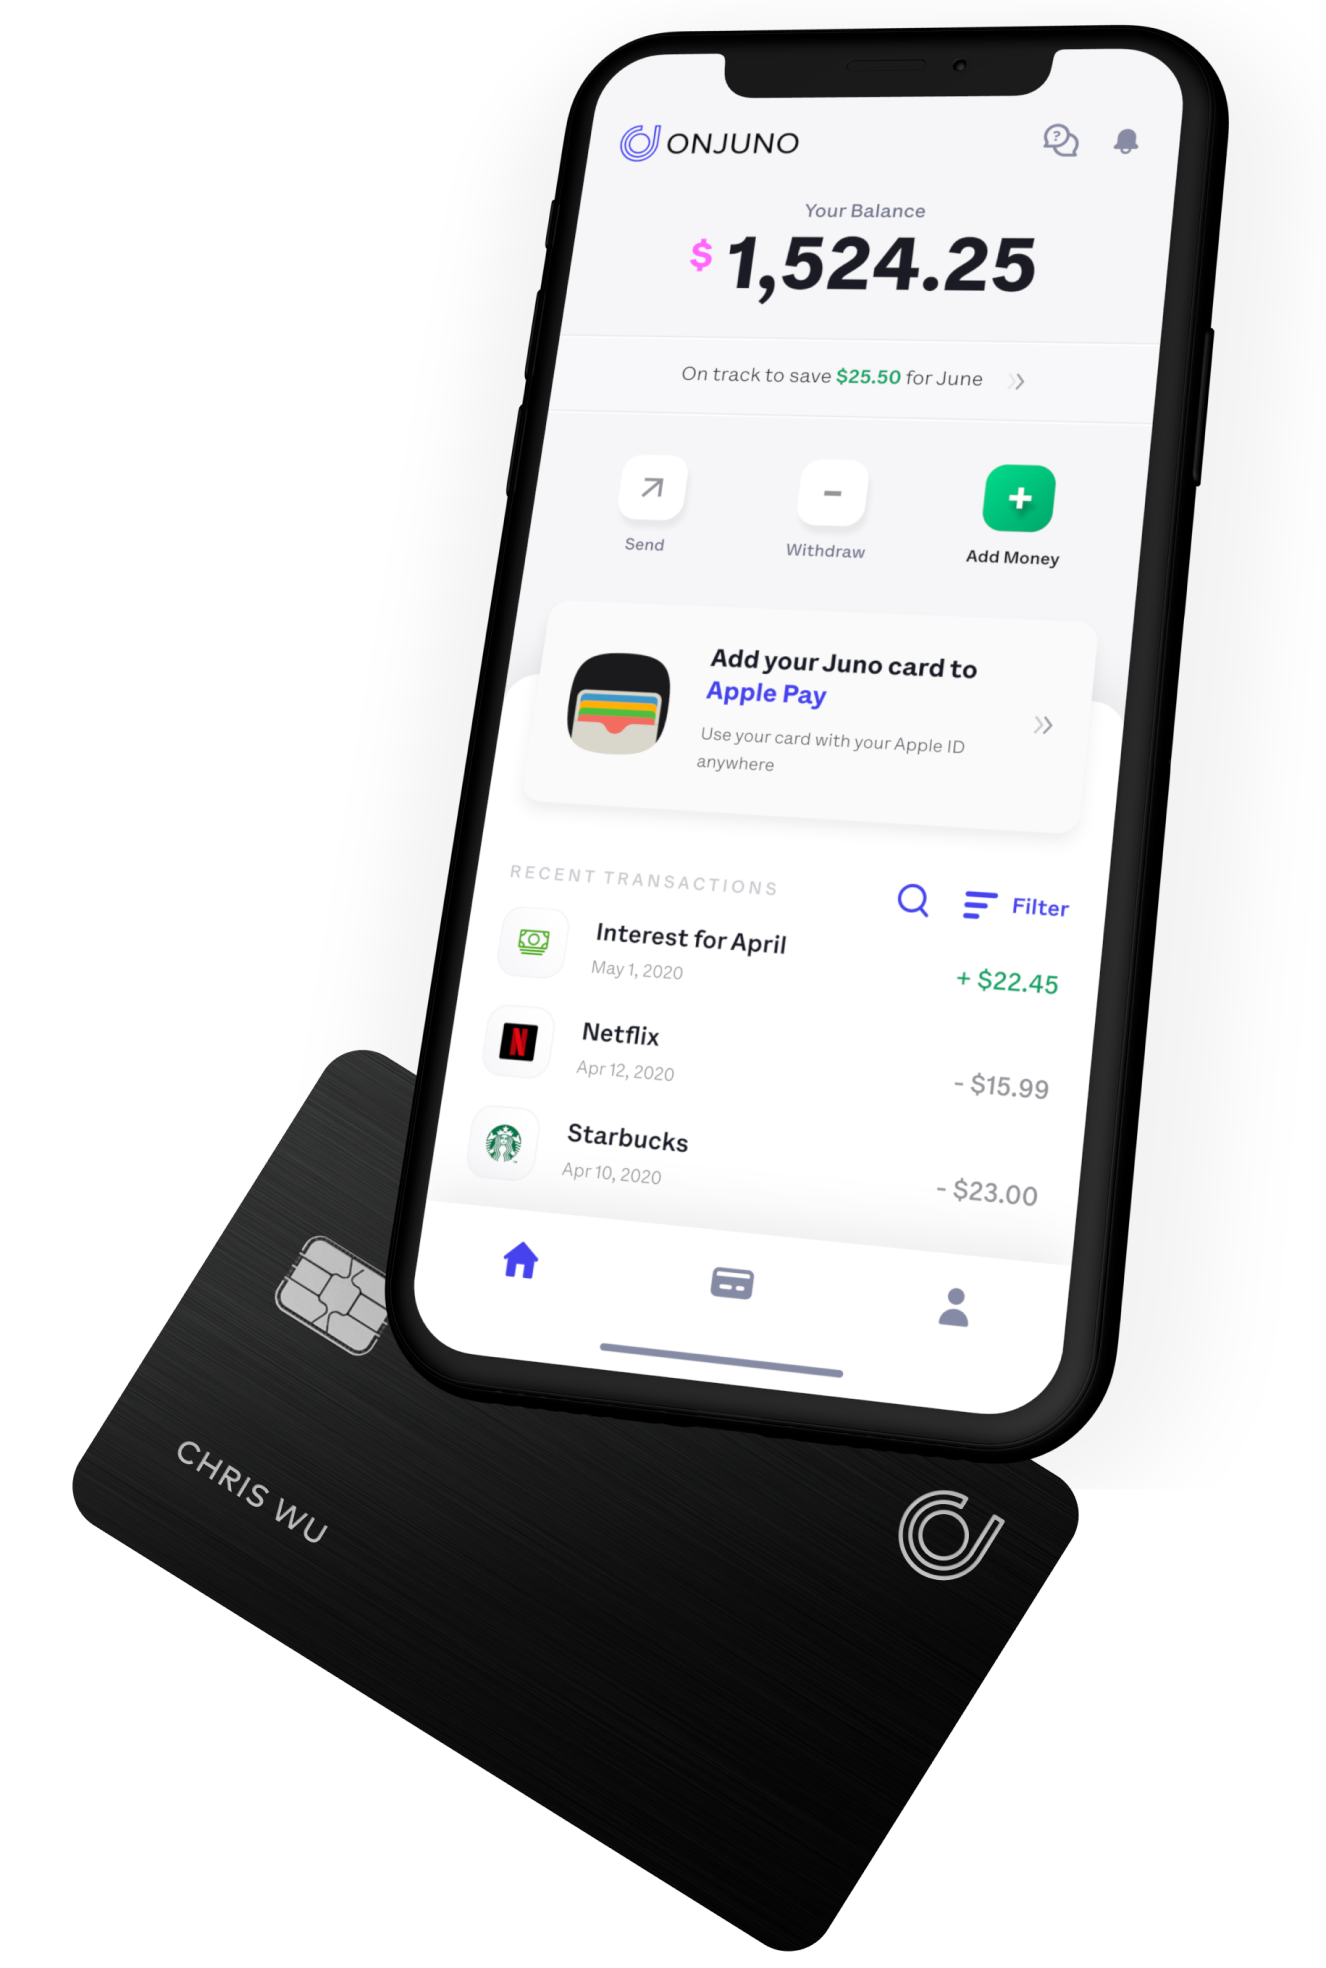 ONJUNO
Your Balance
$ 1,524.25
On track to save $25.50 for June
Send
Withdraw
Add Money
Add your Juno card to
Apple Pay
Use your card with your Apple ID
anywhere
RECENT TRANSACTIONS
Filter
Interest for April
May 1, 2020
+ $22.45
Netflix
Apr 12, 2020
- $15.99
Starbucks
Apr 10, 2020
- $23.00
CHRIS WU